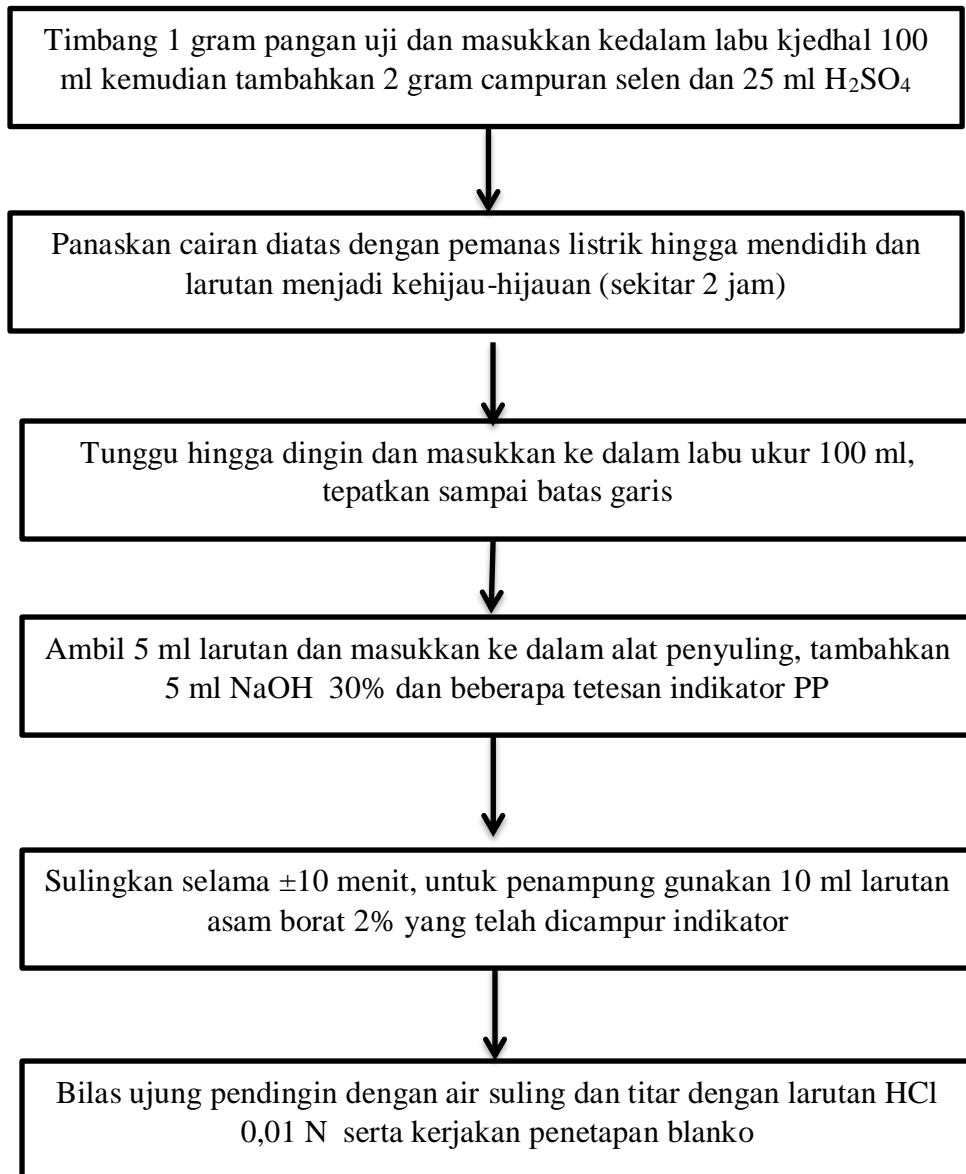 Timbang 1 gram pangan uji dan masukkan kedalam labu kjedhal 100
ml kemudian tambahkan 2 gram campuran selen dan 25 ml H₂SO₄
Panaskan cairan diatas dengan pemanas listrik hingga mendidih dan
larutan menjadi kehijau-hijauan (sekitar 2 jam)
Tunggu hingga dingin dan masukkan ke dalam labu ukur 100 ml,
tepatkan sampai batas garis
Ambil 5 ml larutan dan masukkan ke dalam alat penyuling, tambahkan
5 ml NaOH 30% dan beberapa tetesan indikator PP
Sulingkan selama ±10 menit, untuk penampung gunakan 10 ml larutan
asam borat 2% yang telah dicampur indikator
Bilas ujung pendingin dengan air suling dan titar dengan larutan HCl
0,01 N serta kerjakan penetapan blanko